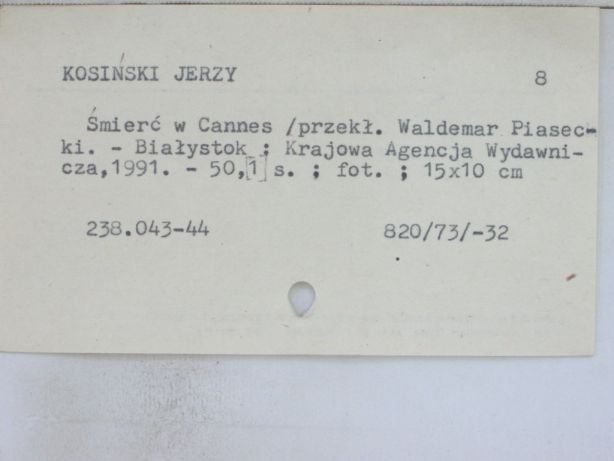 KOSIŃSKI JERZY 8
Śmierć w Cannes /przekł. Waldemar Piasec-
ki. - Białystok : Krajowa Agencja Wydawni-
cza,1991. - 50,[1] s. ; fot. ; 15x10 cm
238.043-44 820/73/-32